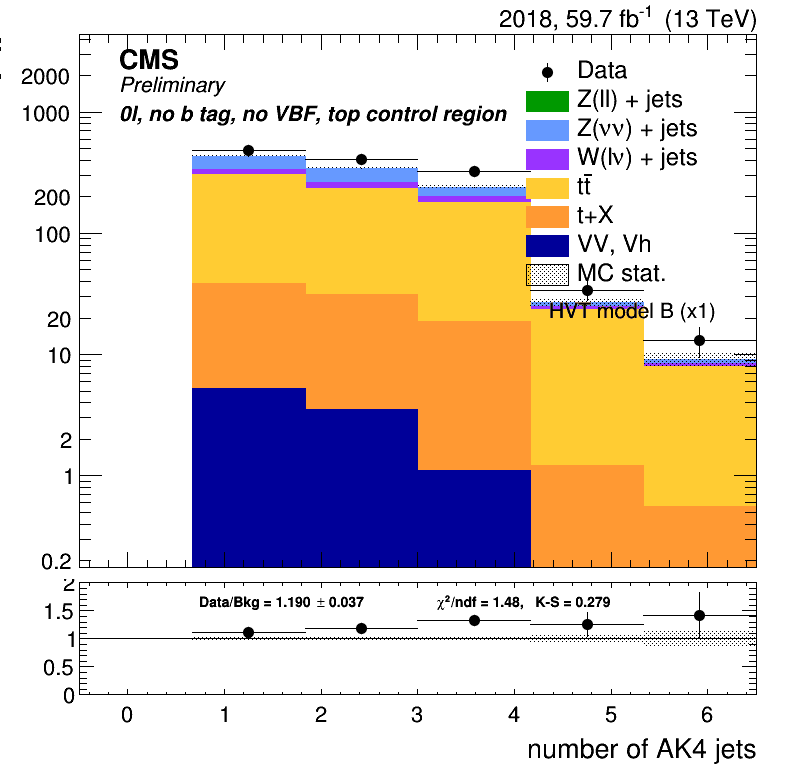 2018, 59.7 fb⁻¹ (13 TeV)
CMS
Preliminary
0l, no b tag, no VBF, top control region
Data
Z(ll) + jets
Z(νν) + jets
W(lν) + jets
tt̄
t+X
VV, Vh
MC stat.
HVT model B (x1)
2000
1000
200
100
20
10
2
1
0.2
Data/Bkg = 1.190 ± 0.037
χ²/ndf = 1.48, K-S = 0.279
2
1.5
1
0.5
0
0 1 2 3 4 5 6
number of AK4 jets